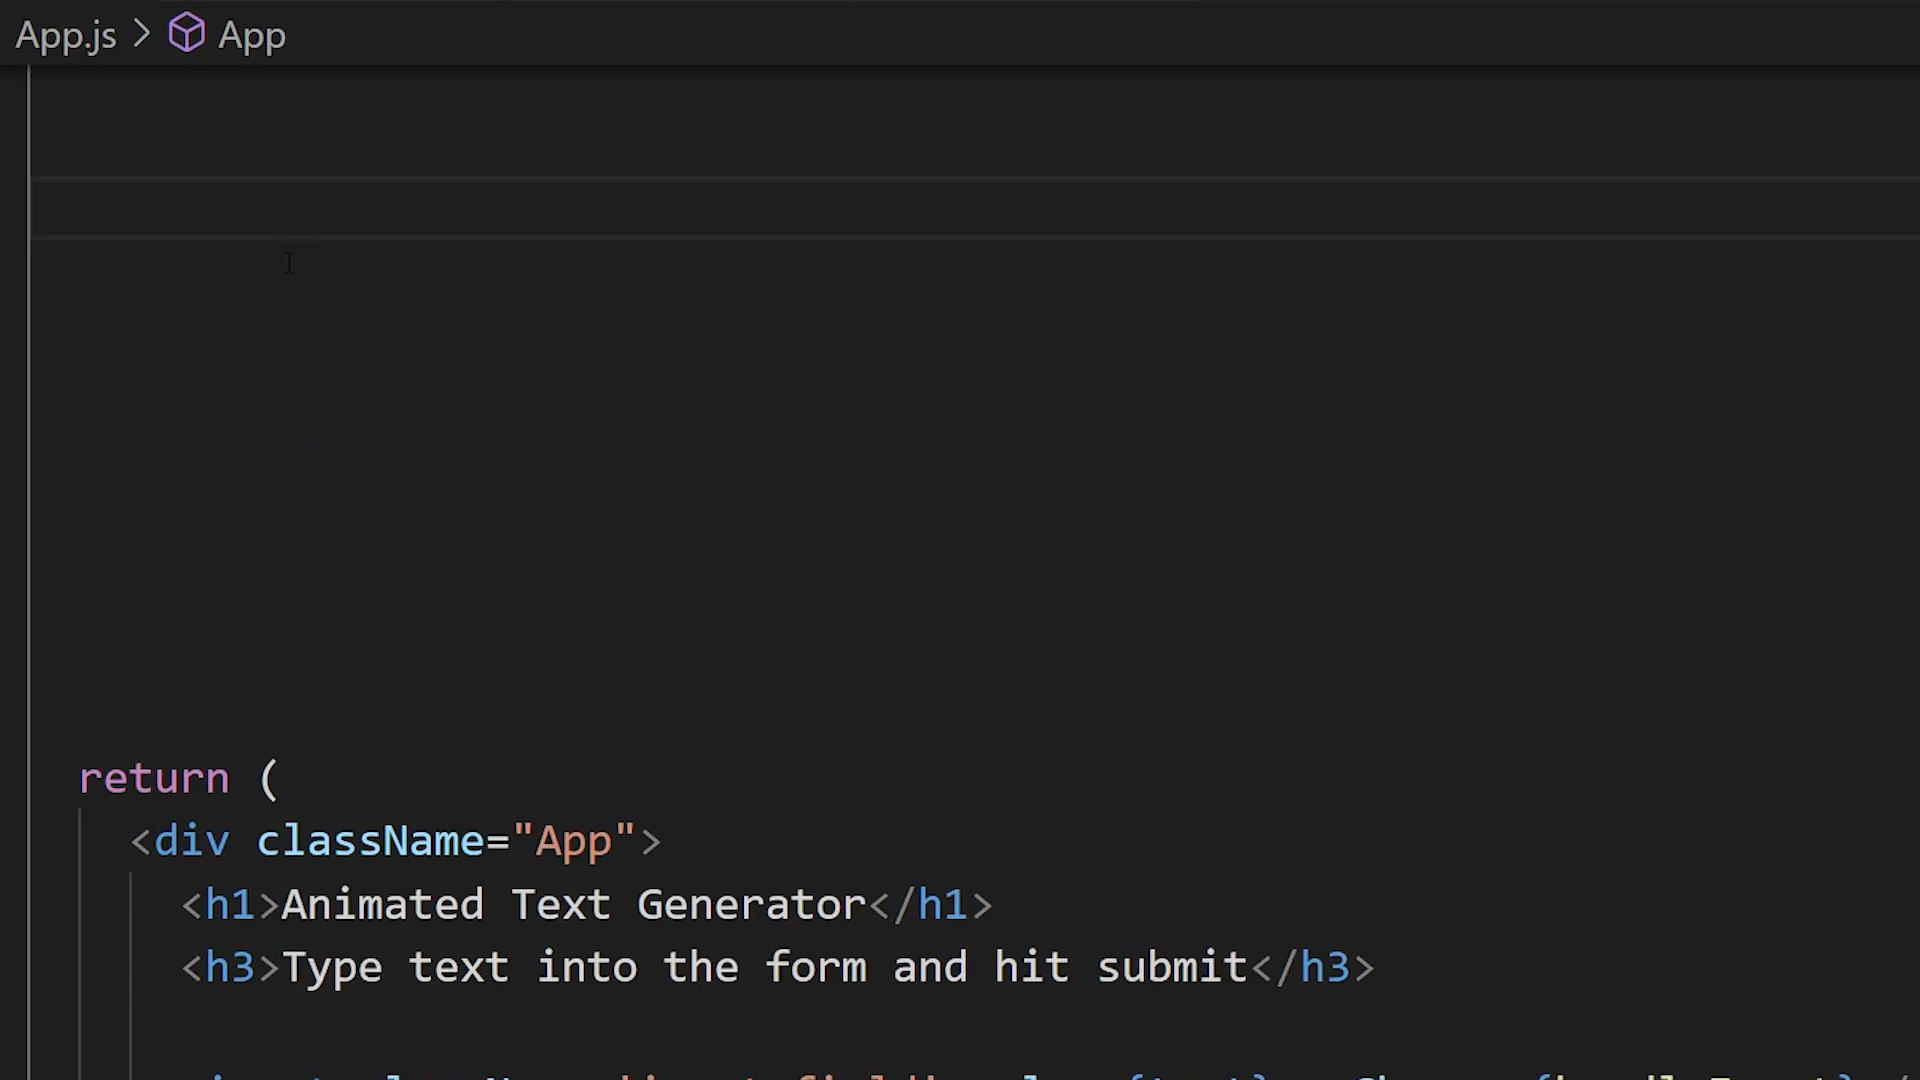 App.js > App
return (
<div className="App">
<h1>Animated Text Generator</h1>
<h3>Type text into the form and hit submit</h3>